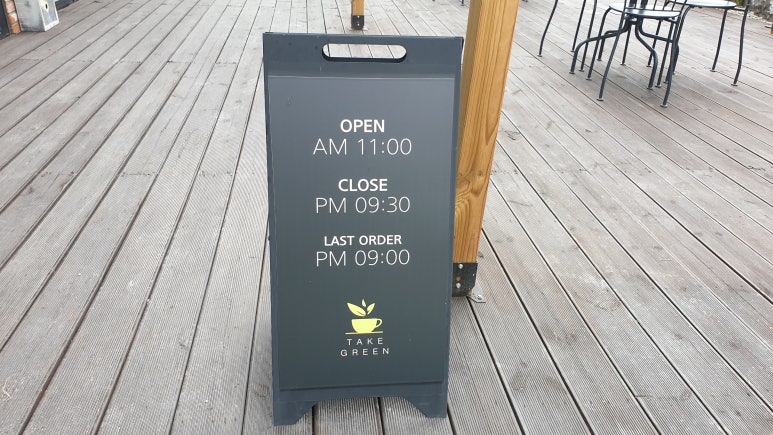 OPEN
AM 11:00
CLOSE
PM 09:30
LAST ORDER
PM 09:00
TAKE
GREEN